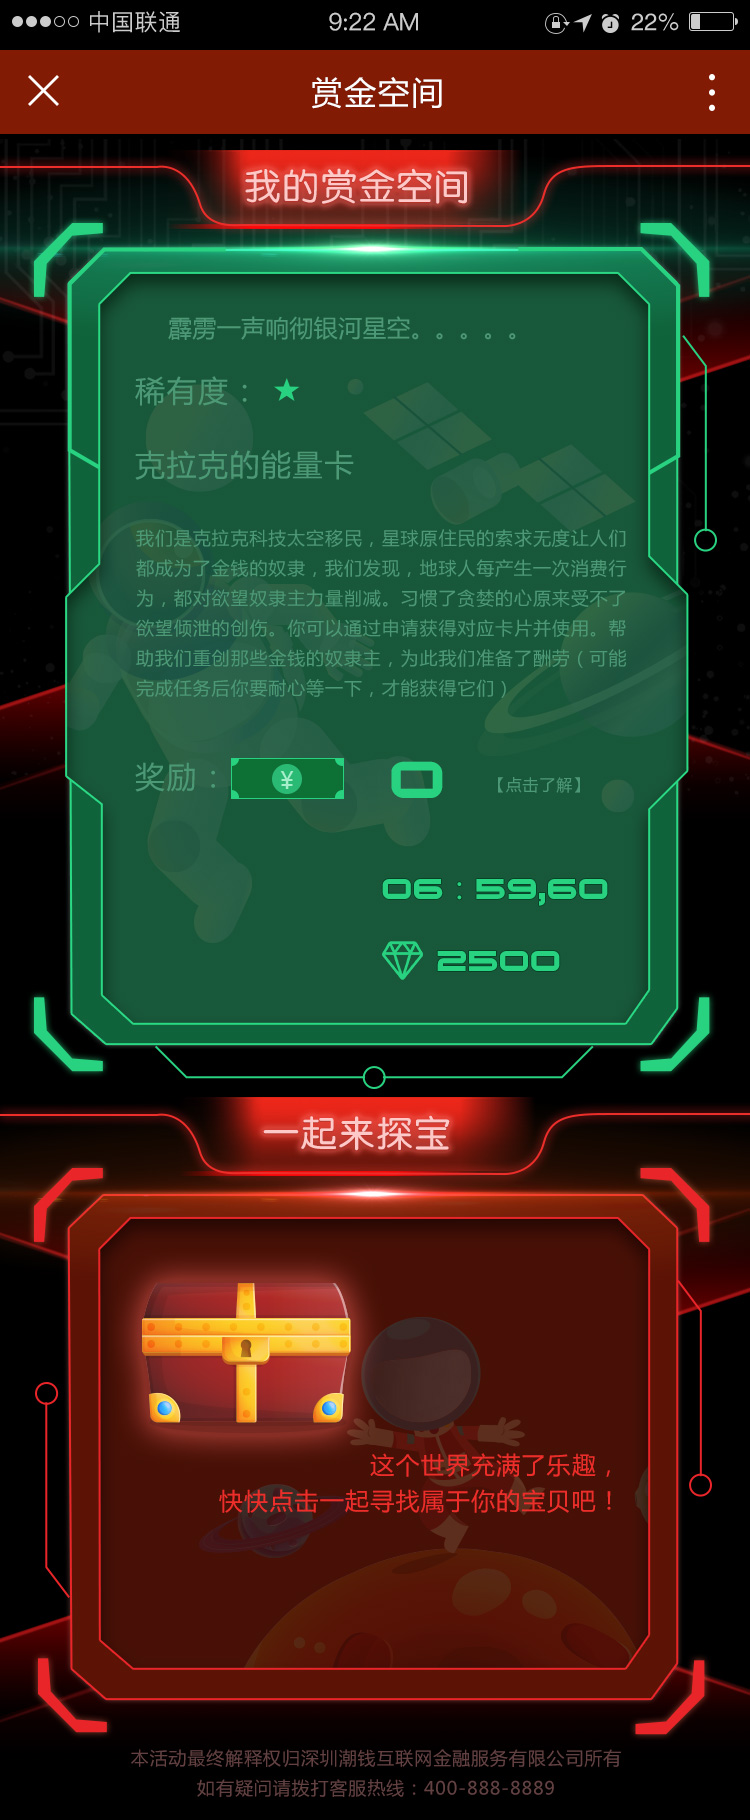 中国联通 9:22 AM 22%
赏金空间
我的赏金空间
霹雳一声响彻银河星空。。。。。
稀有度：★
克拉克的能量卡
我们是克拉克科技太空移民，星球原住民的索求无度让人们
都成为了金钱的奴隶，我们发现，地球人每产生一次消费行
为，都对欲望奴隶主力量削减。习惯了贪婪的心原来受不了
欲望倾泄的创伤。你可以通过申请获得对应卡片并使用。帮
助我们重创那些金钱的奴隶主，为此我们准备了酬劳（可能
完成任务后你要耐心等一下，才能获得它们）
奖励：¥ 0 【点击了解】
06：59,60
2500
一起来探宝
这个世界充满了乐趣，
快快点击一起寻找属于你的宝贝吧！
本活动最终解释权归深圳潮钱互联网金融服务有限公司所有
如有疑问请拨打客服热线：400-888-8889